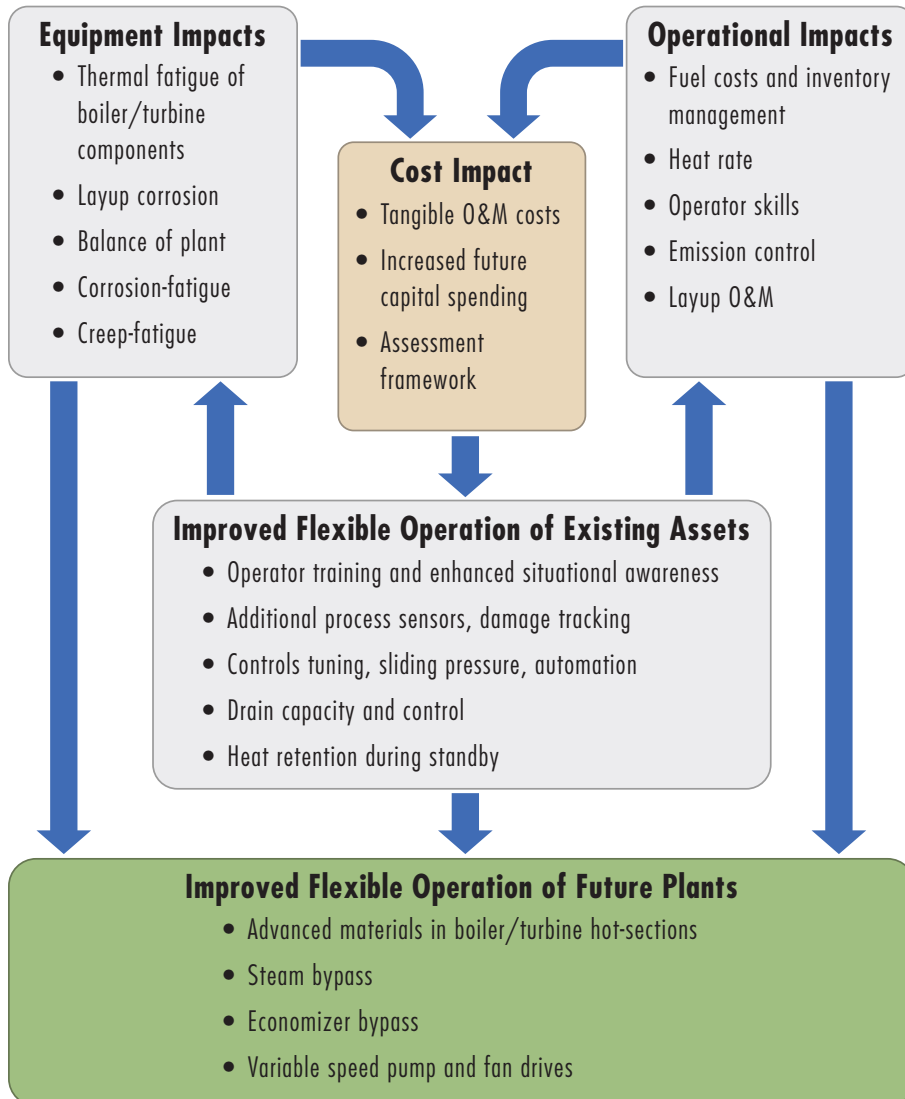 Equipment Impacts
• Thermal fatigue of
boiler/turbine
components
• Layup corrosion
• Balance of plant
• Corrosion-fatigue
• Creep-fatigue
Operational Impacts
• Fuel costs and inventory
management
• Heat rate
• Operator skills
• Emission control
• Layup O&M
Cost Impact
• Tangible O&M costs
• Increased future
capital spending
• Assessment
framework
Improved Flexible Operation of Existing Assets
• Operator training and enhanced situational awareness
• Additional process sensors, damage tracking
• Controls tuning, sliding pressure, automation
• Drain capacity and control
• Heat retention during standby
Improved Flexible Operation of Future Plants
• Advanced materials in boiler/turbine hot-sections
• Steam bypass
• Economizer bypass
• Variable speed pump and fan drives